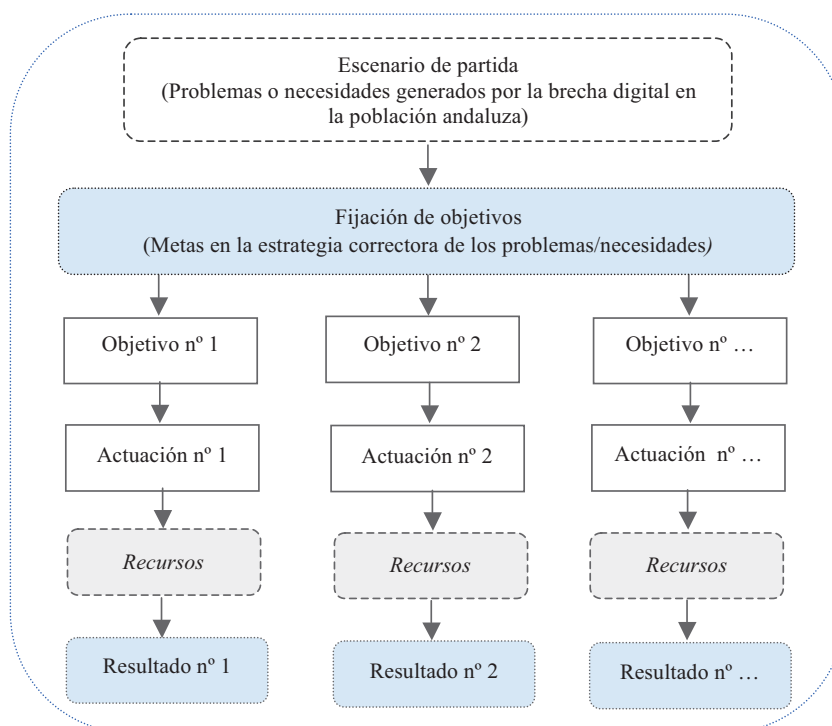 Escenario de partida
(Problemas o necesidades generados por la brecha digital en
la población andaluza)
Fijación de objetivos
(Metas en la estrategia correctora de los problemas/necesidades)
Objetivo nº 1
Objetivo nº 2
Objetivo nº …
Actuación nº 1
Actuación nº 2
Actuación nº …
Recursos
Recursos
Recursos
Resultado nº 1
Resultado nº 2
Resultado nº …